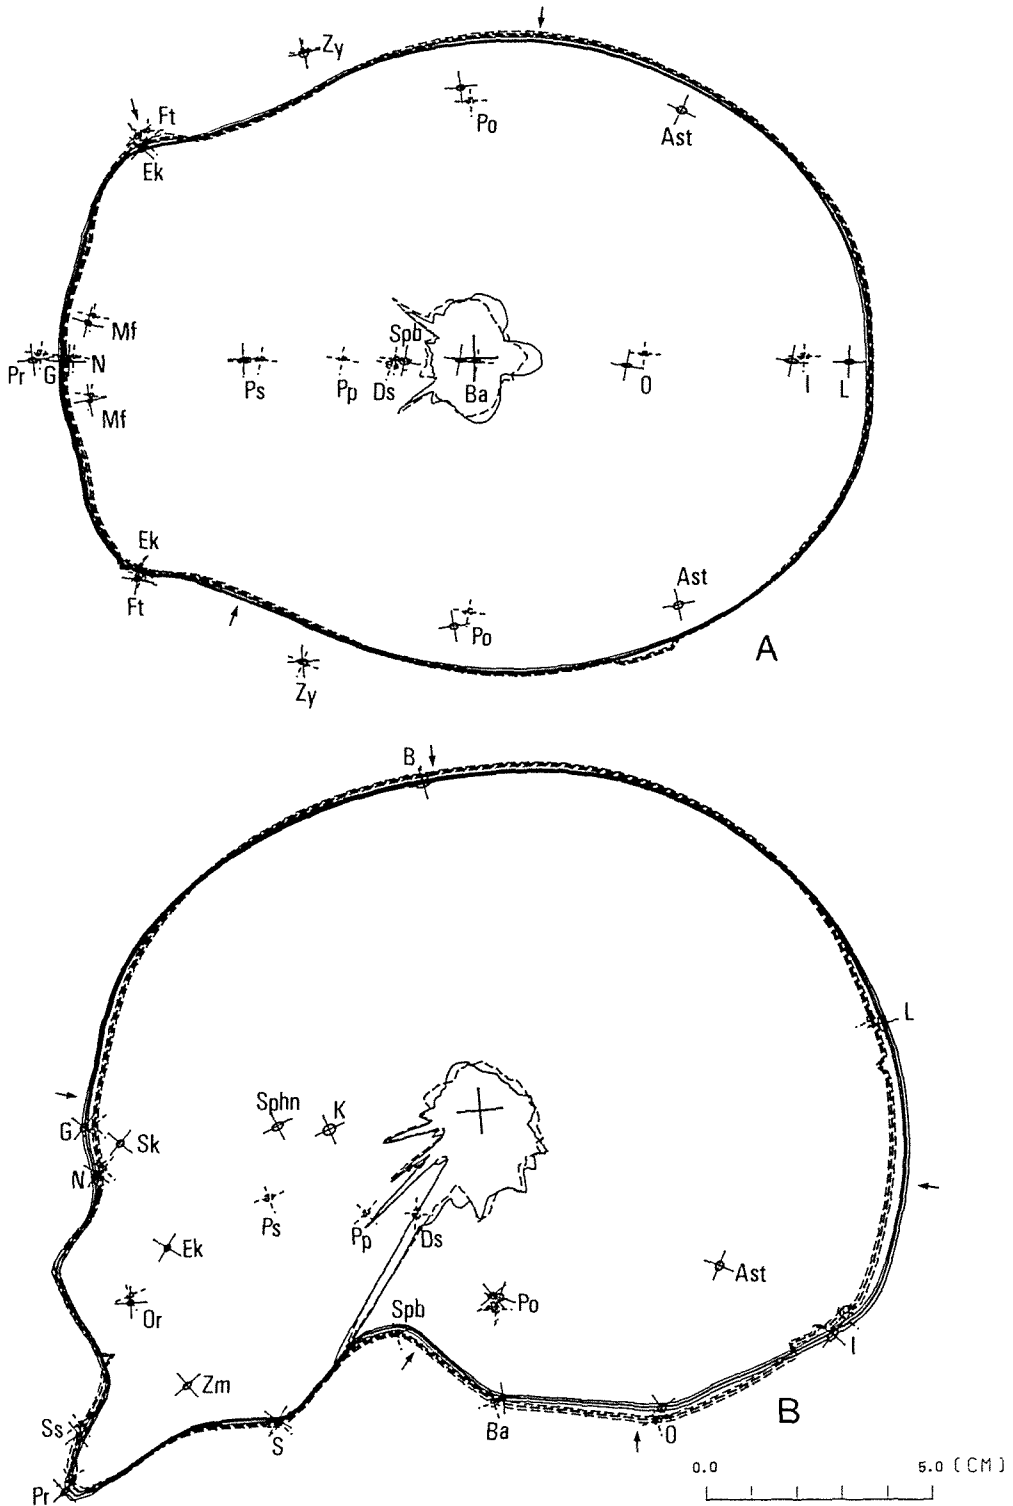 Zy
Ft
Po
Ast
Ek
Mf
Spb
Pr G N Ps Pp Ds Ba O I L
Mf
Ek
Ast
Ft
Po
A
Zy
B
L
Sphn K
G Sk
N
Ps
Pp Ds
Ek
Ast
Or
Po
Spb
I
Zm
Ss
S
Ba
O
B
Pr
0.0 5.0 (CM)